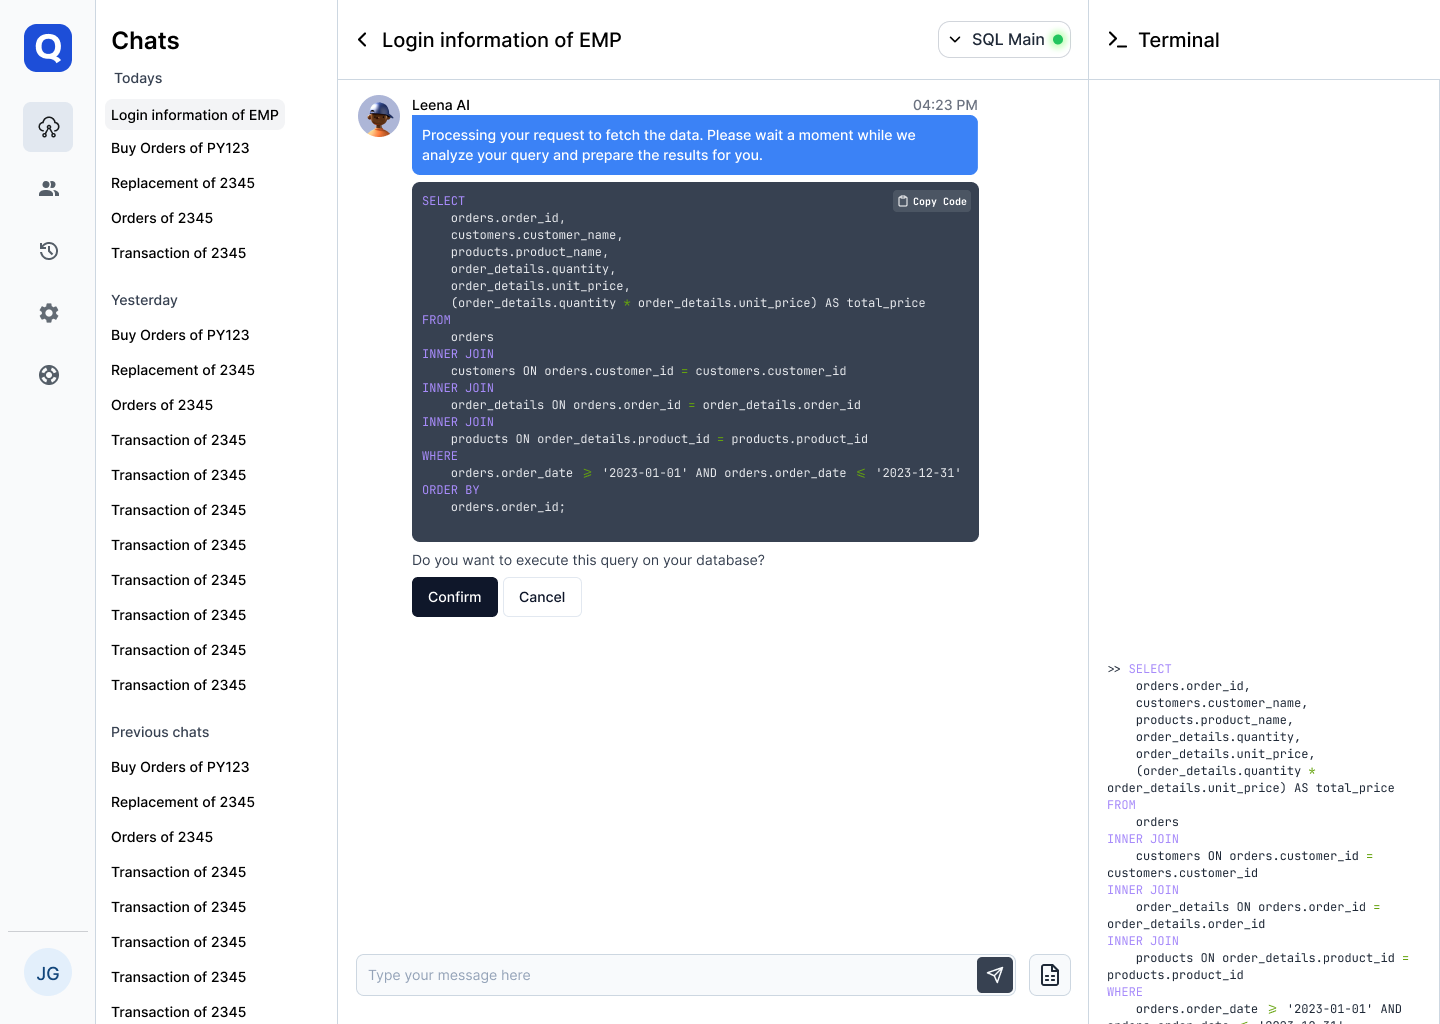 Q
Chats
Todays
Login information of EMP
Buy Orders of PY123
Replacement of 2345
Orders of 2345
Transaction of 2345
Yesterday
Buy Orders of PY123
Replacement of 2345
Orders of 2345
Transaction of 2345
Transaction of 2345
Transaction of 2345
Transaction of 2345
Transaction of 2345
Transaction of 2345
Transaction of 2345
Transaction of 2345
Previous chats
Buy Orders of PY123
Replacement of 2345
Orders of 2345
Transaction of 2345
Transaction of 2345
Transaction of 2345
Transaction of 2345
Transaction of 2345
JG
Login information of EMP
SQL Main
Leena AI
04:23 PM
Processing your request to fetch the data. Please wait a moment while we
analyze your query and prepare the results for you.
Copy Code
SELECT
orders.order_id,
customers.customer_name,
products.product_name,
order_details.quantity,
order_details.unit_price,
(order_details.quantity * order_details.unit_price) AS total_price
FROM
orders
INNER JOIN
customers ON orders.customer_id = customers.customer_id
INNER JOIN
order_details ON orders.order_id = order_details.order_id
INNER JOIN
products ON order_details.product_id = products.product_id
WHERE
orders.order_date ≥ '2023-01-01' AND orders.order_date ≤ '2023-12-31'
ORDER BY
orders.order_id;
Do you want to execute this query on your database?
Confirm
Cancel
Type your message here
Terminal
>> SELECT
orders.order_id,
customers.customer_name,
products.product_name,
order_details.quantity,
order_details.unit_price,
(order_details.quantity *
order_details.unit_price) AS total_price
FROM
orders
INNER JOIN
customers ON orders.customer_id =
customers.customer_id
INNER JOIN
order_details ON orders.order_id =
order_details.order_id
INNER JOIN
products ON order_details.product_id =
products.product_id
WHERE
orders.order_date ≥ '2023-01-01' AND
orders.order_date ≤ '2023-12-31'